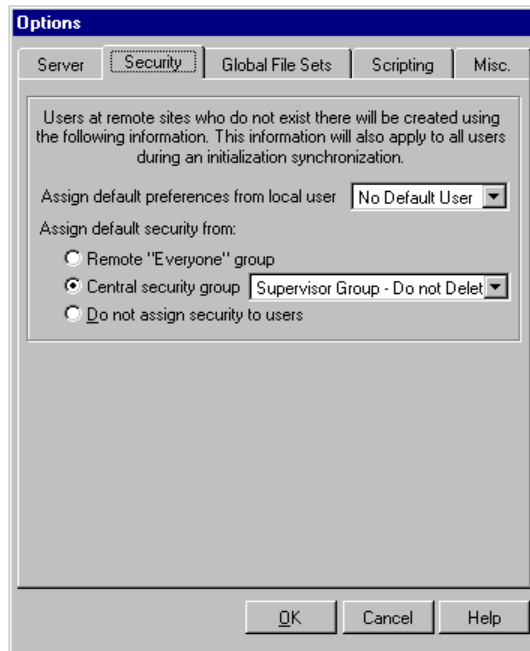 Options
Server Security Global File Sets Scripting Misc.
Users at remote sites who do not exist there will be created using
the following information. This information will also apply to all users
during an initialization synchronization.
Assign default preferences from local user No Default User
Assign default security from:
Remote "Everyone" group
Central security group Supervisor Group - Do not Delet
Do not assign security to users
OK Cancel Help